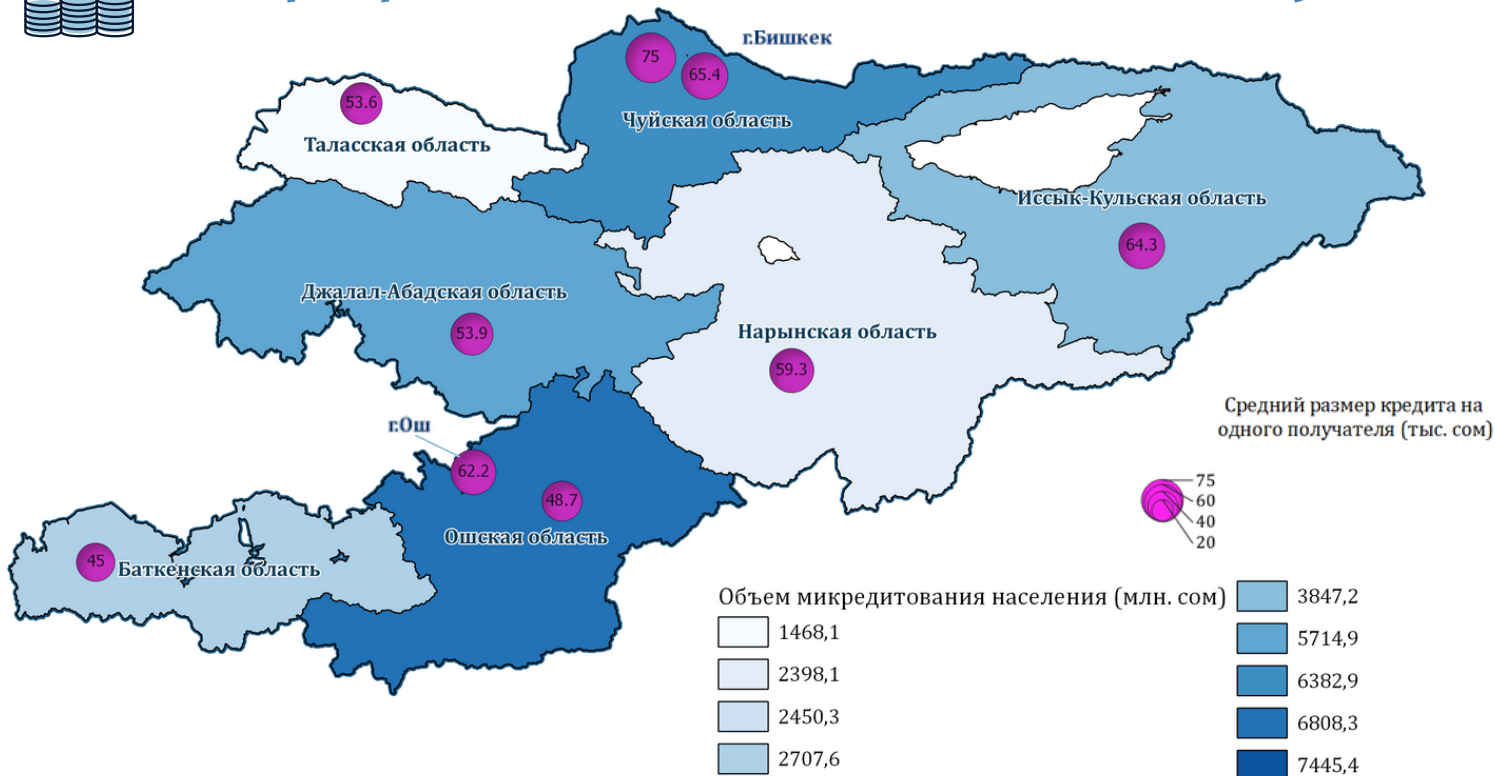 г.Бишкек
75
65.4
53.6
Чуйская область
Таласская область
Иссык-Кульская область
64.3
Джалал-Абадская область
53.9
Нарынская область
59.3
г.Ош
62.2
48.7
Ошская область
45
Баткенская область
Средний размер кредита на
одного получателя (тыс. сом)
75
60
40
20
Объем микредитования населения (млн. сом)
1468,1
2398,1
2450,3
2707,6
3847,2
5714,9
6382,9
6808,3
7445,4